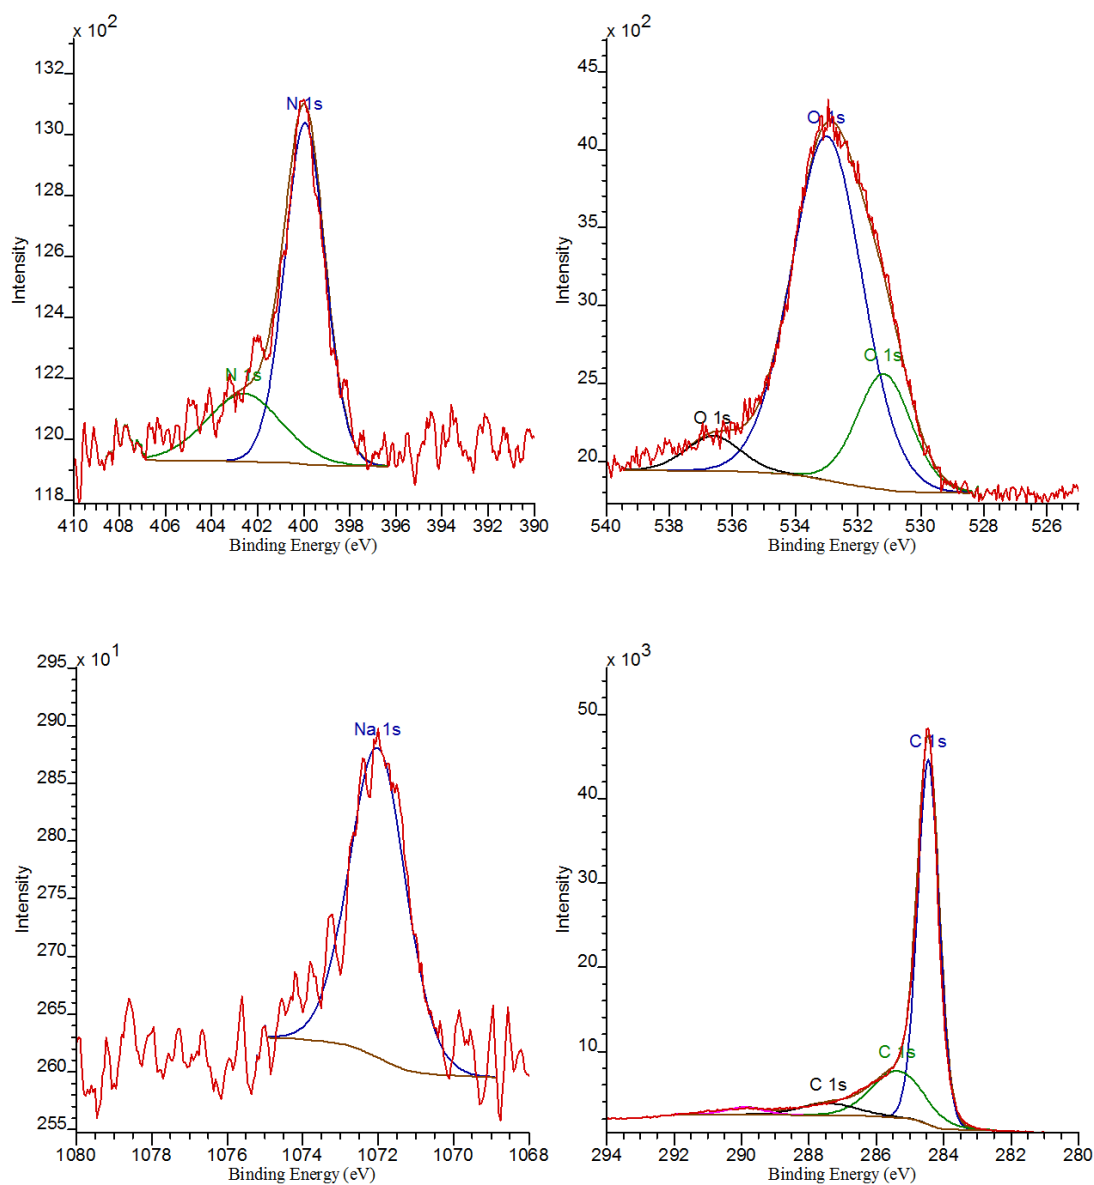 x 10²
132
130
128
126
124
122
120
118
Intensity
N 1s
N 1s
410 408 406 404 402 400 398 396 394 392 390
Binding Energy (eV)
x 10²
45
40
35
30
25
20
Intensity
O 1s
O 1s
O 1s
540 536 534 532 530 528 526
Binding Energy (eV)
x 10¹
295
290
285
280
275
270
265
260
255
Intensity
Na 1s
1080 1078 1076 1074 1072 1070 1068
Binding Energy (eV)
x 10³
50
40
30
20
10
Intensity
C 1s
C 1s
C 1s
294 292 290 288 286 284 282 280
Binding Energy (eV)